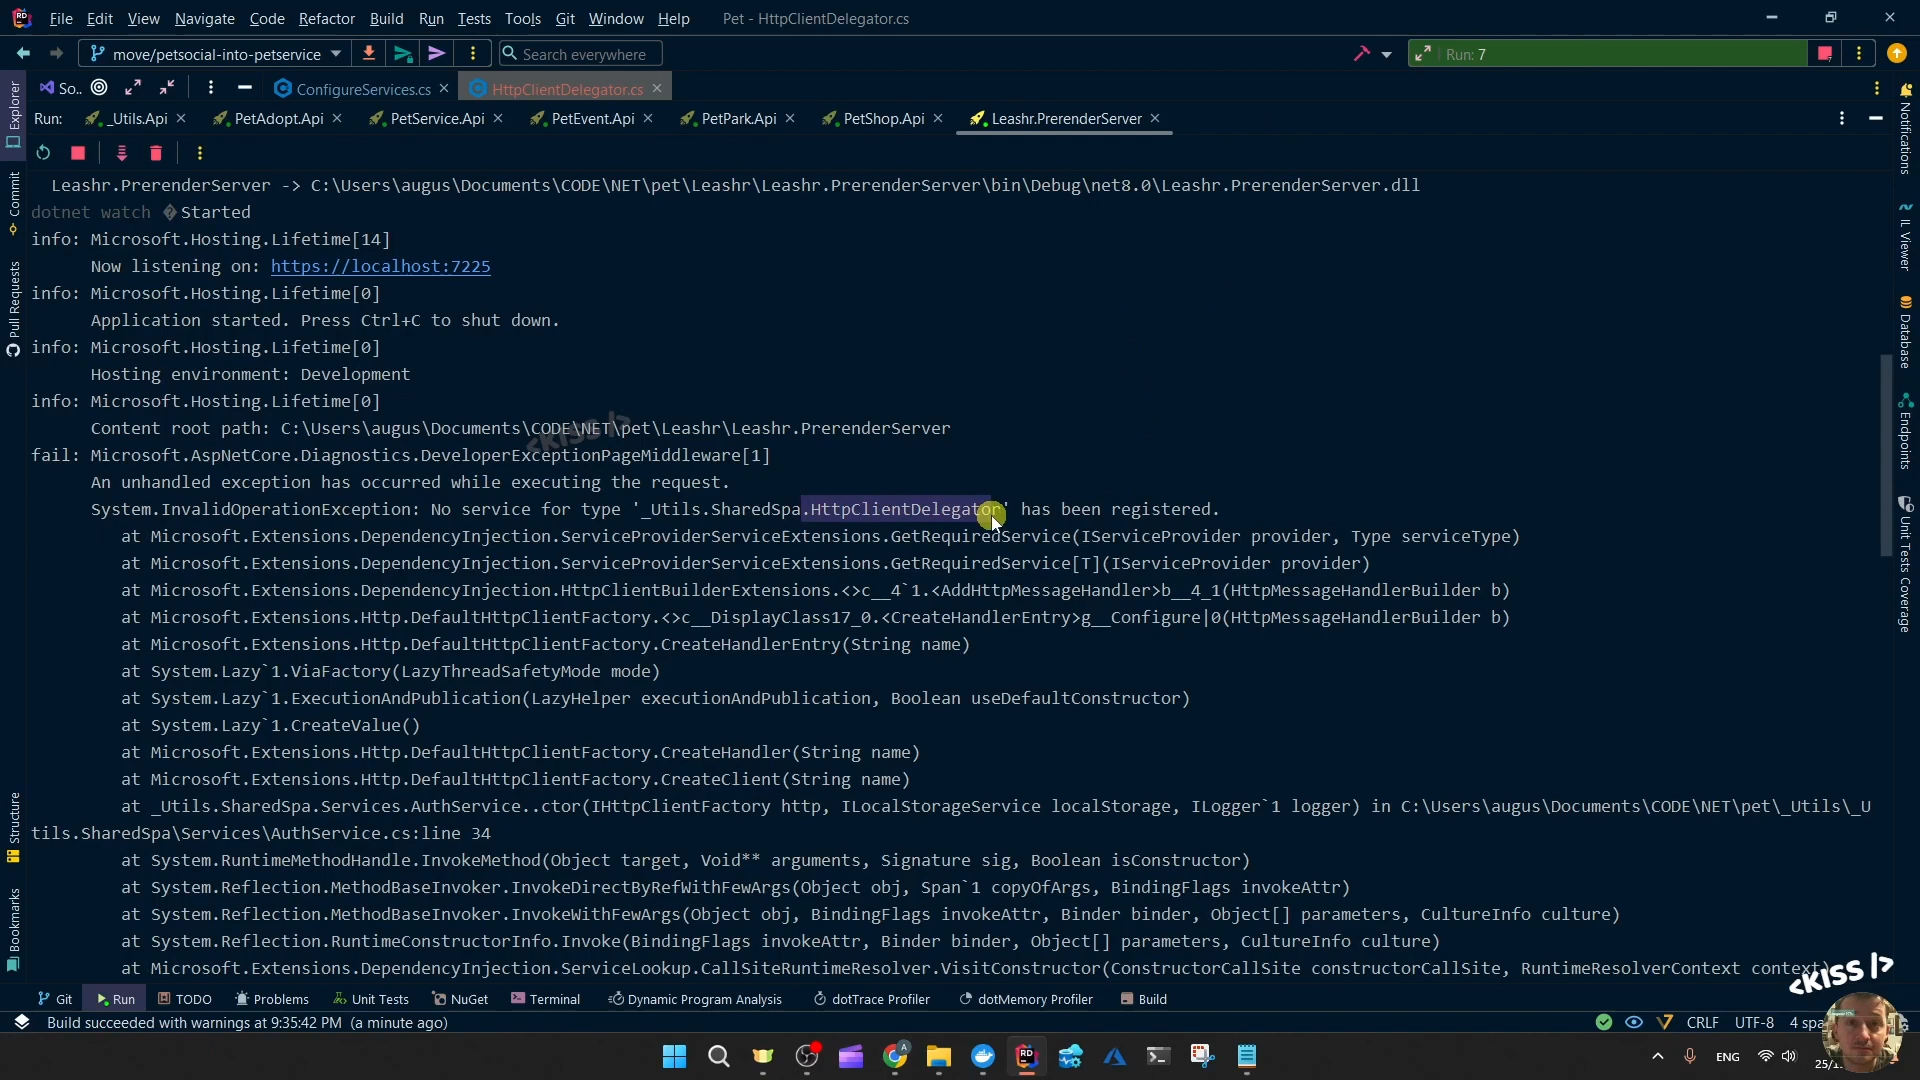 File Edit View Navigate Code Refactor Build Run Tests Tools Git Window Help Pet - HttpClientDelegator.cs
move/petsocial-into-petservice Search everywhere Run: 7
So.. ConfigureServices.cs HttpClientDelegator.cs
Run: _Utils.Api PetAdopt.Api PetService.Api PetEvent.Api PetPark.Api PetShop.Api Leashr.PrerenderServer
Leashr.PrerenderServer -> C:\Users\augus\Documents\CODE\NET\pet\Leashr\Leashr.PrerenderServer\bin\Debug\net8.0\Leashr.PrerenderServer.dll
dotnet watch �Started
info: Microsoft.Hosting.Lifetime[14]
Now listening on: https://localhost:7225
info: Microsoft.Hosting.Lifetime[0]
Application started. Press Ctrl+C to shut down.
info: Microsoft.Hosting.Lifetime[0]
Hosting environment: Development
info: Microsoft.Hosting.Lifetime[0]
Content root path: C:\Users\augus\Documents\CODE\NET\pet\Leashr\Leashr.PrerenderServer
<KISS />
fail: Microsoft.AspNetCore.Diagnostics.DeveloperExceptionPageMiddleware[1]
An unhandled exception has occurred while executing the request.
System.InvalidOperationException: No service for type '_Utils.SharedSpa.HttpClientDelegator' has been registered.
at Microsoft.Extensions.DependencyInjection.ServiceProviderServiceExtensions.GetRequiredService(IServiceProvider provider, Type serviceType)
at Microsoft.Extensions.DependencyInjection.ServiceProviderServiceExtensions.GetRequiredService[T](IServiceProvider provider)
at Microsoft.Extensions.DependencyInjection.HttpClientBuilderExtensions.<>c__4`1.<AddHttpMessageHandler>b__4_1(HttpMessageHandlerBuilder b)
at Microsoft.Extensions.Http.DefaultHttpClientFactory.<>c__DisplayClass17_0.<CreateHandlerEntry>g__Configure|0(HttpMessageHandlerBuilder b)
at Microsoft.Extensions.Http.DefaultHttpClientFactory.CreateHandlerEntry(String name)
at System.Lazy`1.ViaFactory(LazyThreadSafetyMode mode)
at System.Lazy`1.ExecutionAndPublication(LazyHelper executionAndPublication, Boolean useDefaultConstructor)
at System.Lazy`1.CreateValue()
at Microsoft.Extensions.Http.DefaultHttpClientFactory.CreateHandler(String name)
at Microsoft.Extensions.Http.DefaultHttpClientFactory.CreateClient(String name)
at _Utils.SharedSpa.Services.AuthService..ctor(IHttpClientFactory http, ILocalStorageService localStorage, ILogger`1 logger) in C:\Users\augus\Documents\CODE\NET\pet\_Utils\_U
tils.SharedSpa\Services\AuthService.cs:line 34
at System.RuntimeMethodHandle.InvokeMethod(Object target, Void** arguments, Signature sig, Boolean isConstructor)
at System.Reflection.MethodBaseInvoker.InvokeDirectByRefWithFewArgs(Object obj, Span`1 copyOfArgs, BindingFlags invokeAttr)
at System.Reflection.MethodBaseInvoker.InvokeWithFewArgs(Object obj, BindingFlags invokeAttr, Binder binder, Object[] parameters, CultureInfo culture)
at System.Reflection.RuntimeConstructorInfo.Invoke(BindingFlags invokeAttr, Binder binder, Object[] parameters, CultureInfo culture)
at Microsoft.Extensions.DependencyInjection.ServiceLookup.CallSiteRuntimeResolver.VisitConstructor(ConstructorCallSite constructorCallSite, RuntimeResolverContext context)
<KISS />
Explorer
Commit
Pull Requests
Structure
Bookmarks
Notifications
IL Viewer
Database
Endpoints
Unit Tests Coverage
Git Run TODO Problems Unit Tests NuGet Terminal Dynamic Program Analysis dotTrace Profiler dotMemory Profiler Build
Build succeeded with warnings at 9:35:42 PM (a minute ago) CRLF UTF-8 4 spa
ENG